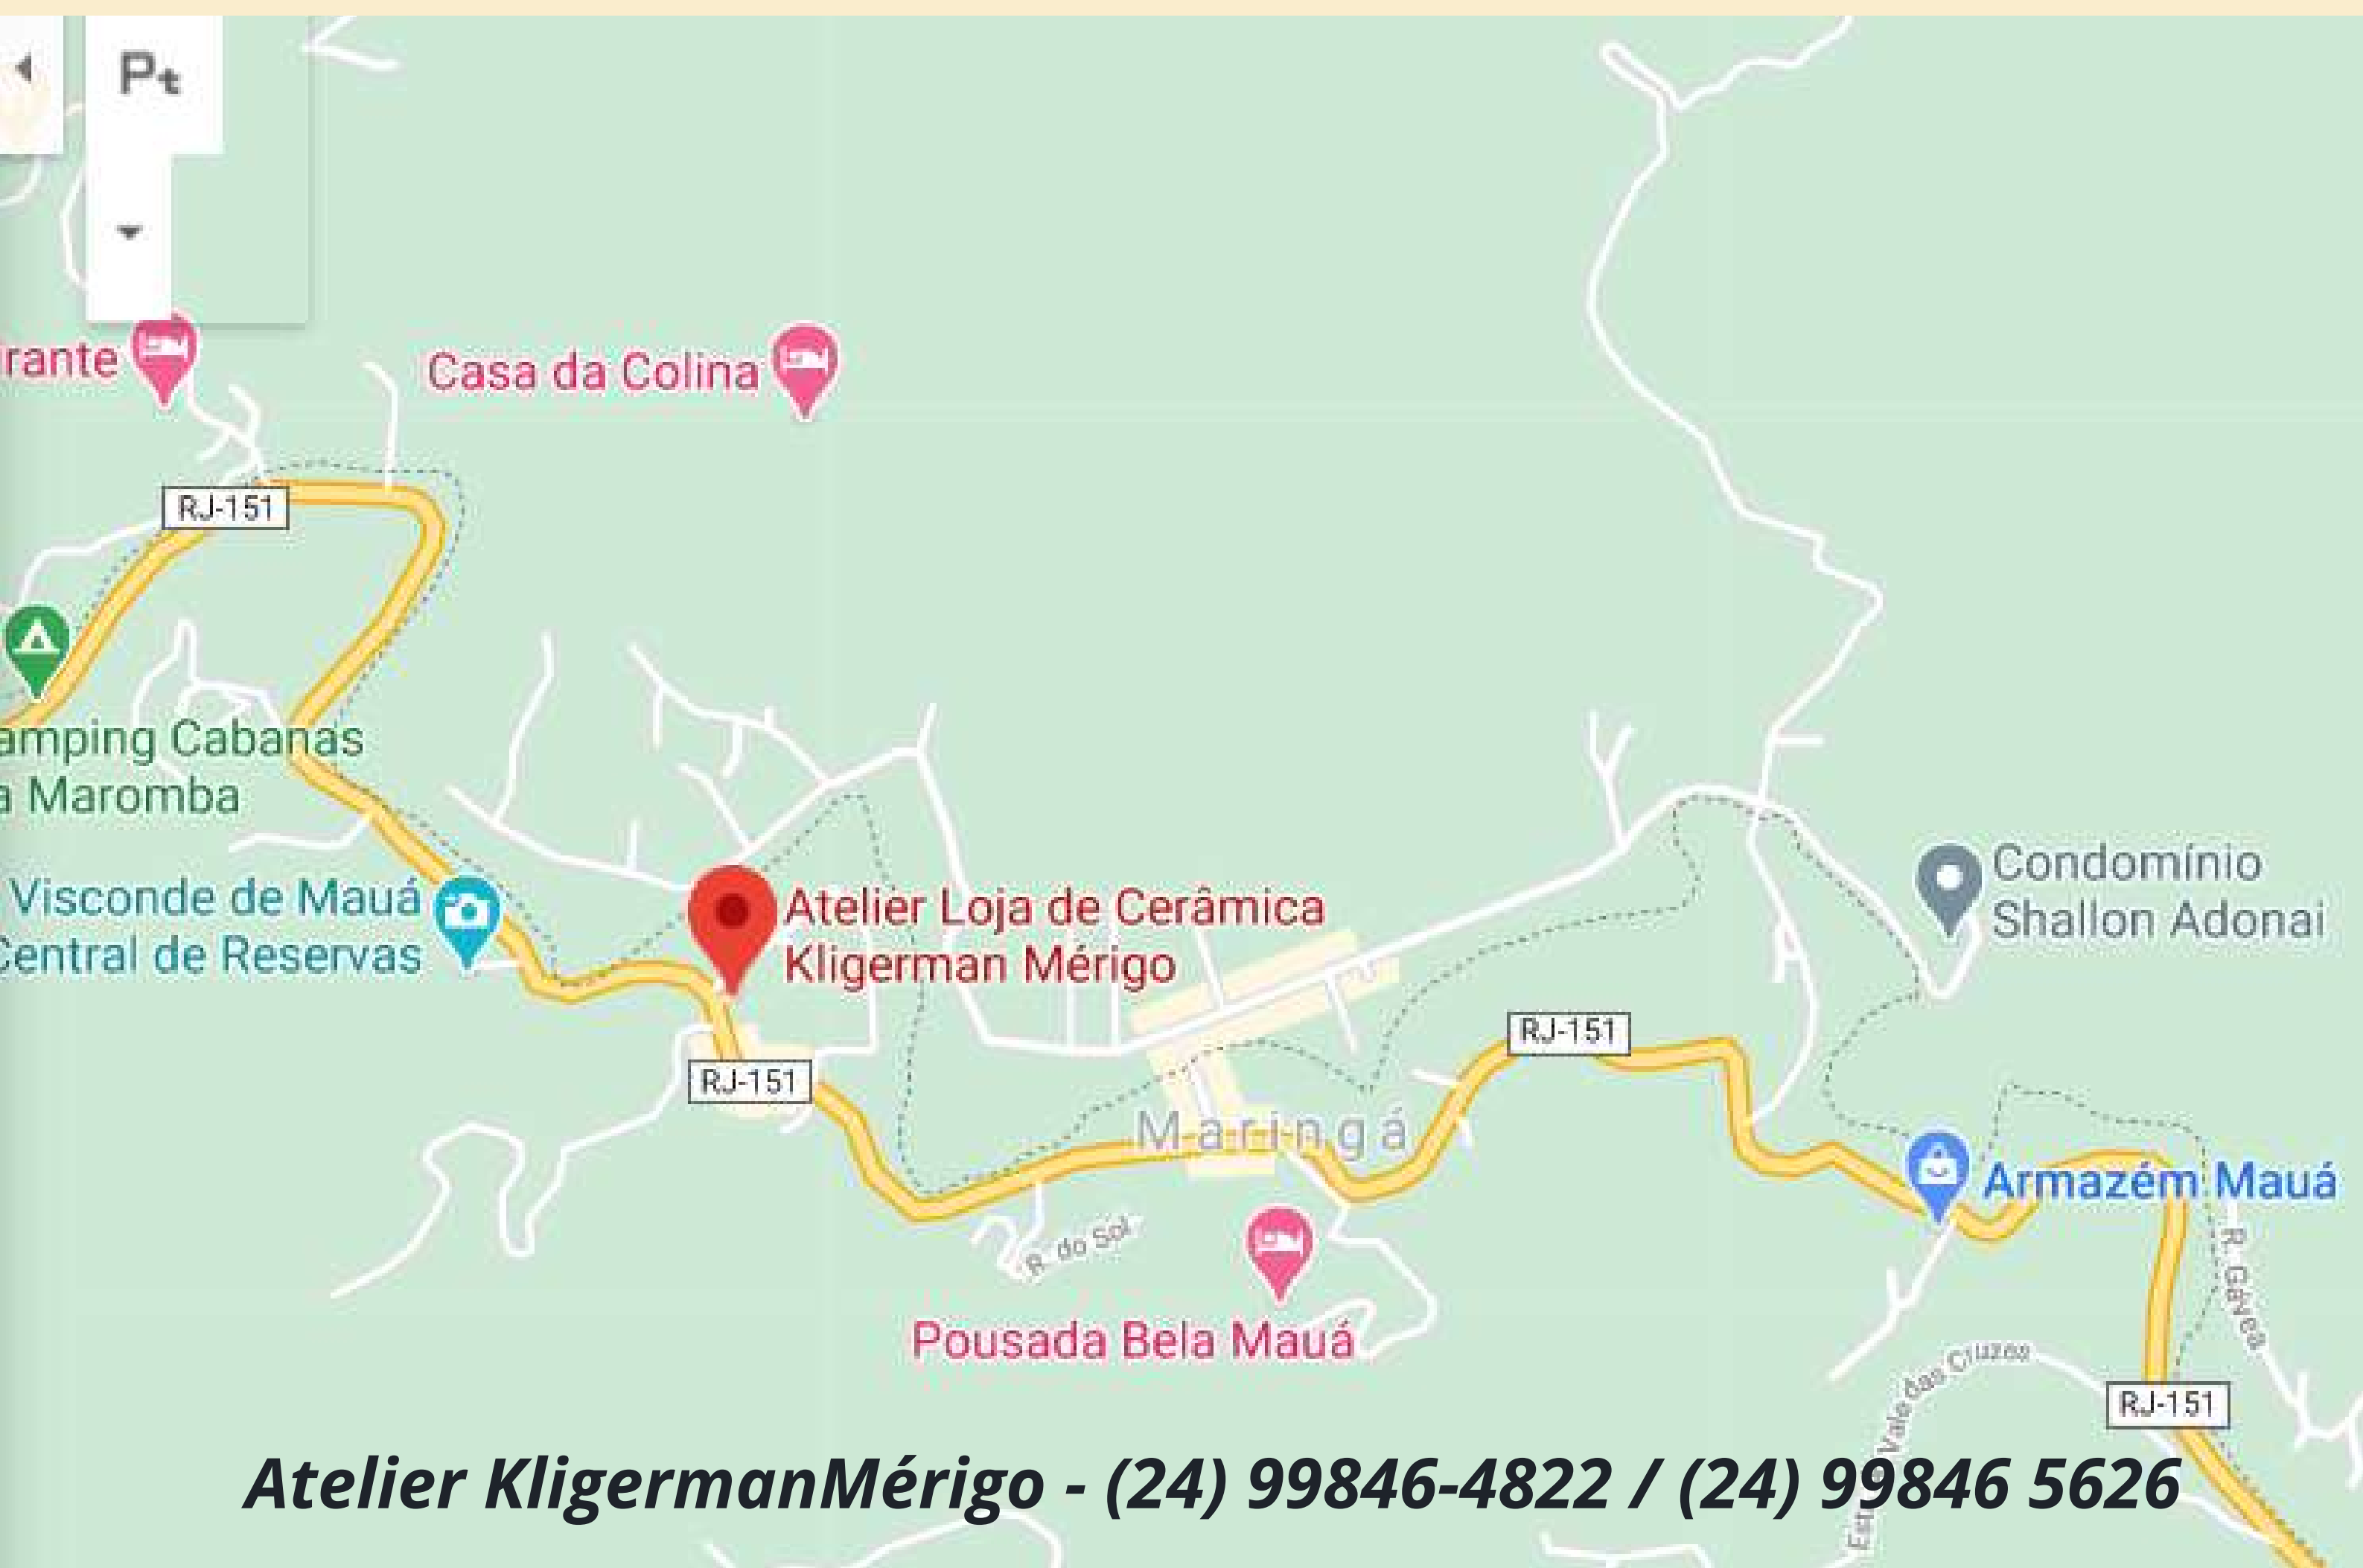 Pt
irante
Casa da Colina
RJ-151
amping Cabanas
a Maromba
Visconde de Mauá
Central de Reservas
Atelier Loja de Cerâmica
Kligerman Mérigo
Condomínio
Shallon Adonai
RJ-151
RJ-151
Maringá
Armazém Mauá
R. do Sol
R. Gávea
Pousada Bela Mauá
Vale das Cruzes
RJ-151
Atelier KligermanMérigo - (24) 99846-4822 / (24) 99846 5626